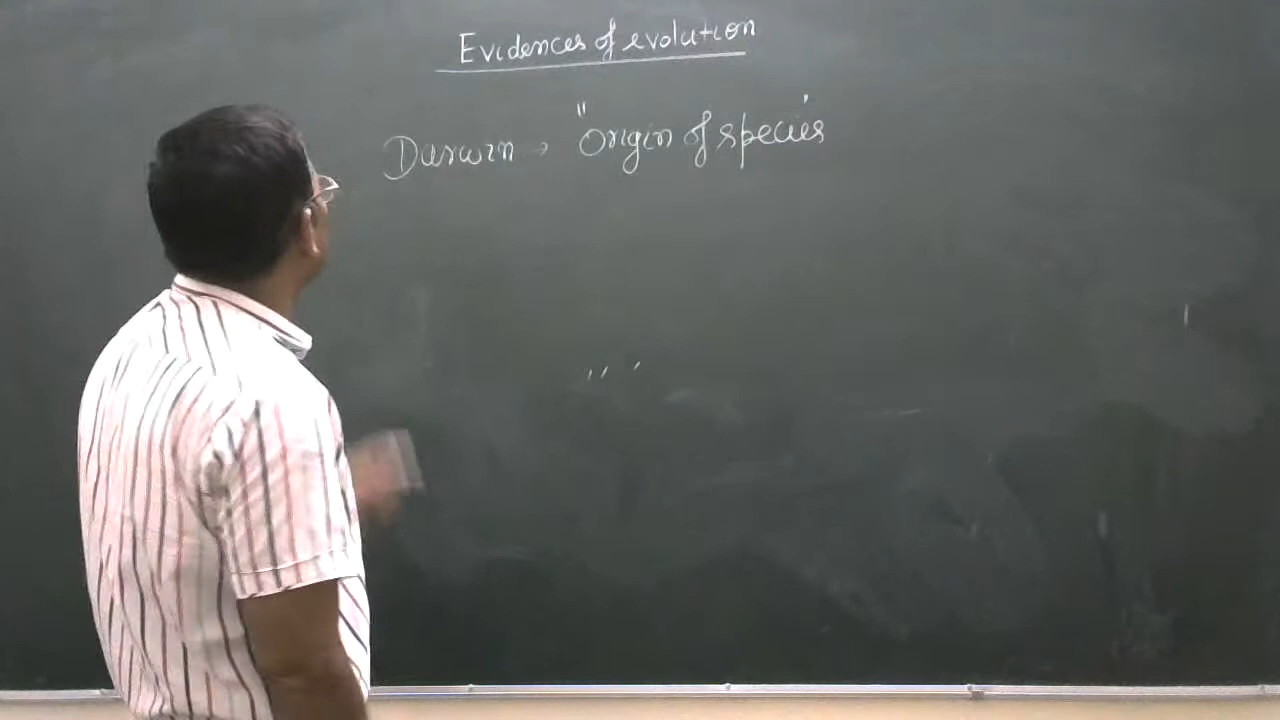 Evidences of evolution
Darwin → "Origin of species"